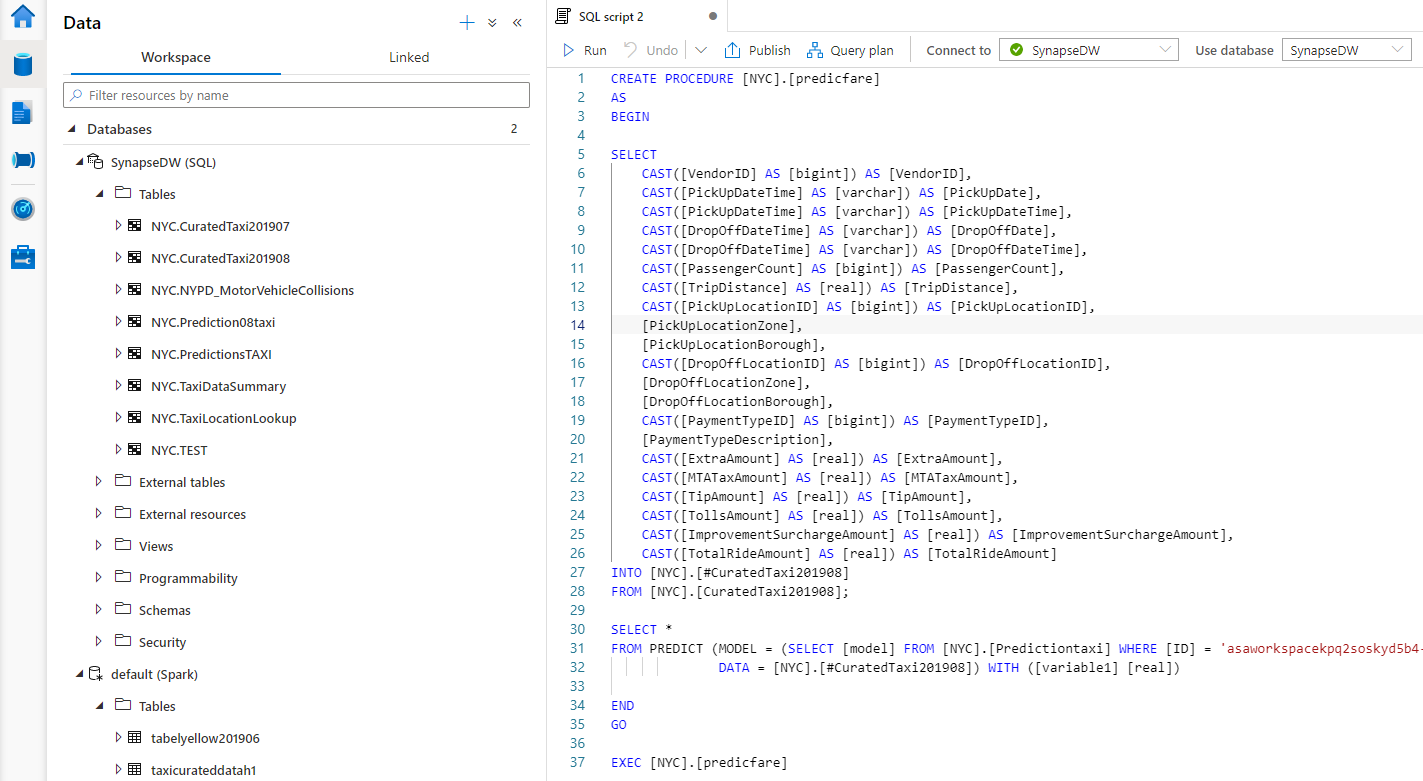 Data
Workspace
Linked
Filter resources by name
Databases
2
SynapseDW (SQL)
Tables
NYC.CuratedTaxi201907
NYC.CuratedTaxi201908
NYC.NYPD_MotorVehicleCollisions
NYC.Prediction08taxi
NYC.PredictionsTAXI
NYC.TaxiDataSummary
NYC.TaxiLocationLookup
NYC.TEST
External tables
External resources
Views
Programmability
Schemas
Security
default (Spark)
Tables
tabelyellow201906
taxicurateddatah1
SQL script 2
Run Undo Publish Query plan Connect to SynapseDW Use database SynapseDW
1 CREATE PROCEDURE [NYC].[predicfare]
2 AS
3 BEGIN
4
5 SELECT
6 CAST([VendorID] AS [bigint]) AS [VendorID],
7 CAST([PickUpDateTime] AS [varchar]) AS [PickUpDate],
8 CAST([PickUpDateTime] AS [varchar]) AS [PickUpDateTime],
9 CAST([DropOffDateTime] AS [varchar]) AS [DropOffDate],
10 CAST([DropOffDateTime] AS [varchar]) AS [DropOffDateTime],
11 CAST([PassengerCount] AS [bigint]) AS [PassengerCount],
12 CAST([TripDistance] AS [real]) AS [TripDistance],
13 CAST([PickUpLocationID] AS [bigint]) AS [PickUpLocationID],
14 [PickUpLocationZone],
15 [PickUpLocationBorough],
16 CAST([DropOffLocationID] AS [bigint]) AS [DropOffLocationID],
17 [DropOffLocationZone],
18 [DropOffLocationBorough],
19 CAST([PaymentTypeID] AS [bigint]) AS [PaymentTypeID],
20 [PaymentTypeDescription],
21 CAST([ExtraAmount] AS [real]) AS [ExtraAmount],
22 CAST([MTATaxAmount] AS [real]) AS [MTATaxAmount],
23 CAST([TipAmount] AS [real]) AS [TipAmount],
24 CAST([TollsAmount] AS [real]) AS [TollsAmount],
25 CAST([ImprovementSurchargeAmount] AS [real]) AS [ImprovementSurchargeAmount],
26 CAST([TotalRideAmount] AS [real]) AS [TotalRideAmount]
27 INTO [NYC].[#CuratedTaxi201908]
28 FROM [NYC].[CuratedTaxi201908];
29
30 SELECT *
31 FROM PREDICT (MODEL = (SELECT [model] FROM [NYC].[Predictiontaxi] WHERE [ID] = 'asaworkspacekpq2soskyd5b4-
32 DATA = [NYC].[#CuratedTaxi201908]) WITH ([variable1] [real])
33
34 END
35 GO
36
37 EXEC [NYC].[predicfare]